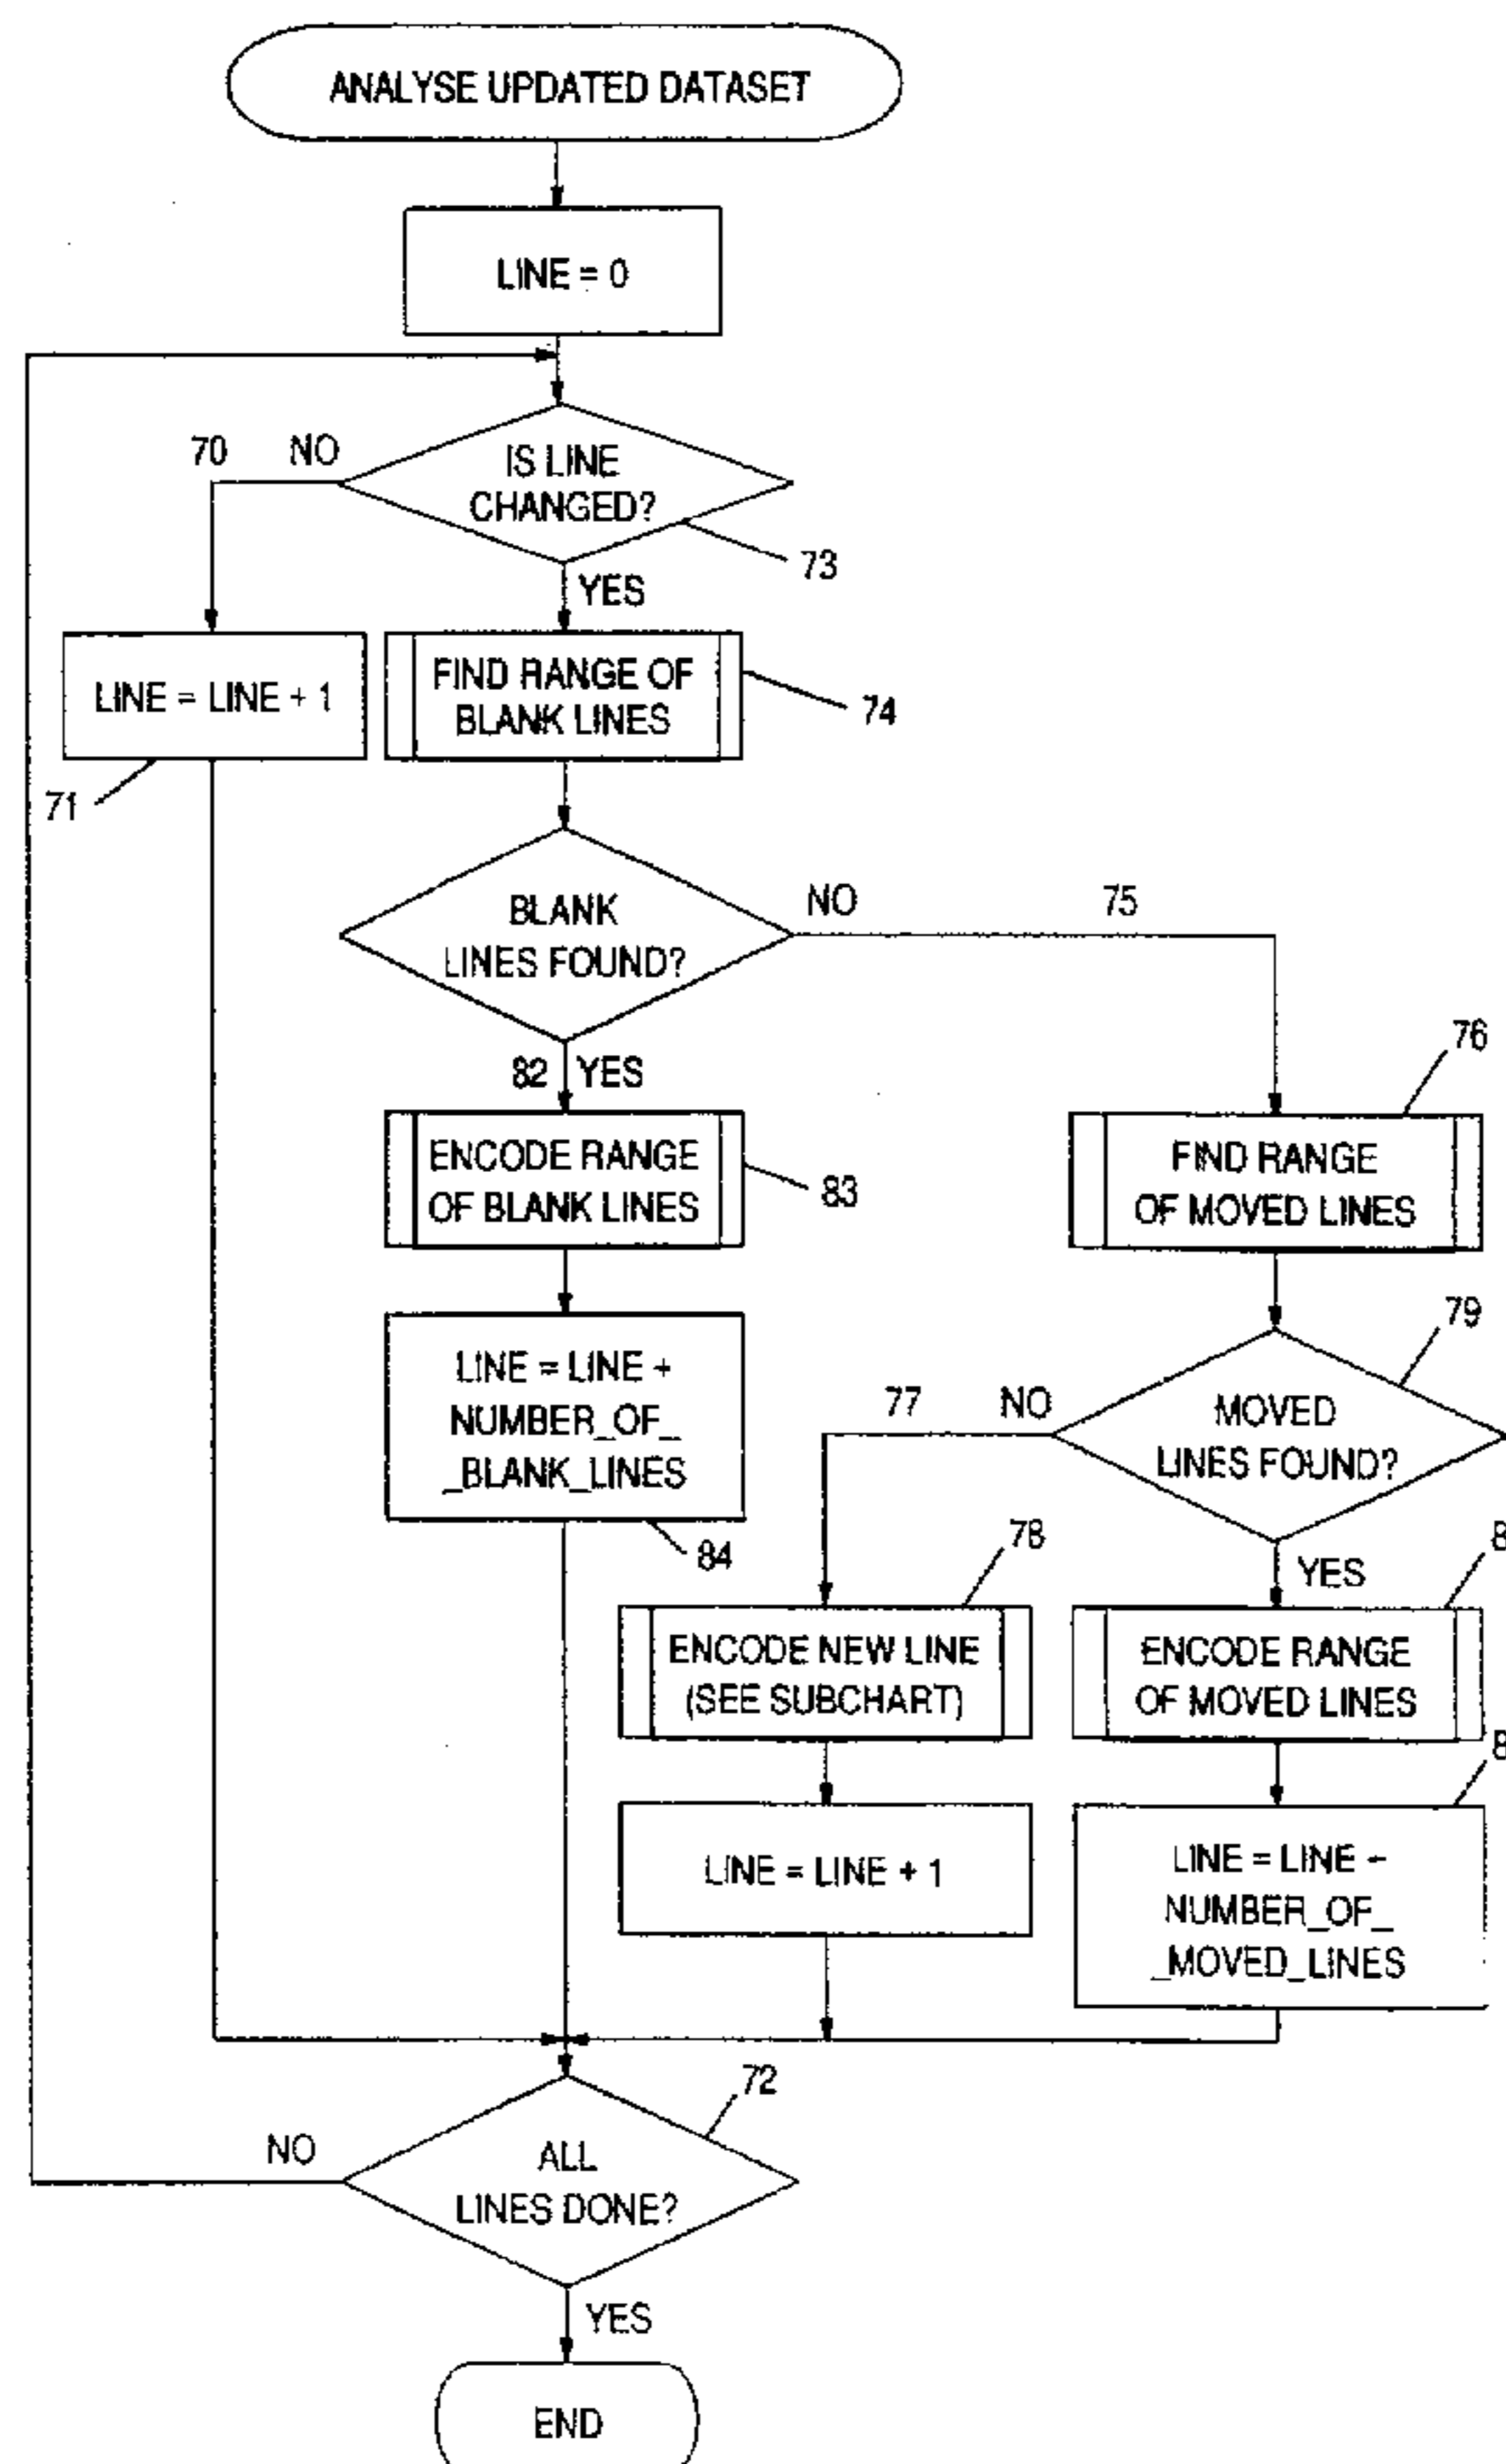 ANALYSE UPDATED DATASET
LINE = 0
70 NO
IS LINE
CHANGED?
73
YES
LINE = LINE + 1
71
FIND RANGE OF
BLANK LINES
74
BLANK
LINES FOUND?
NO 75
82 YES
76
ENCODE RANGE
OF BLANK LINES
83
FIND RANGE
OF MOVED LINES
79
LINE = LINE +
NUMBER_OF_
_BLANK_LINES
84
77 NO
MOVED
LINES FOUND?
78
YES
8
ENCODE NEW LINE
(SEE SUBCHART)
ENCODE RANGE
OF MOVED LINES
8
LINE = LINE + 1
LINE = LINE +
NUMBER_OF_
_MOVED_LINES
72
NO
ALL
LINES DONE?
YES
END